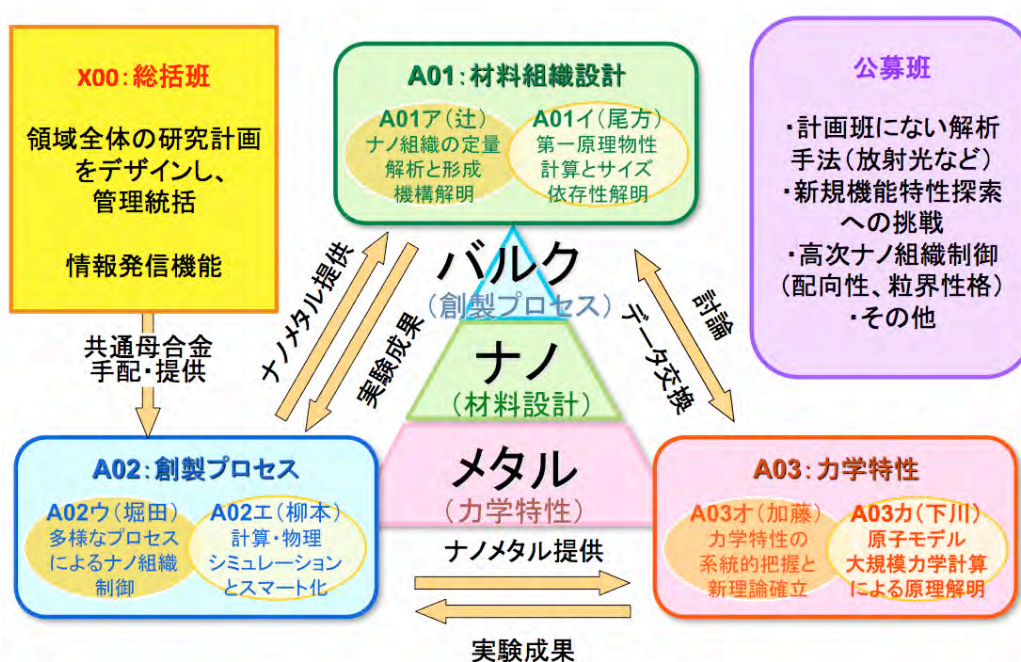 X00：総括班
領域全体の研究計画
をデザインし、
管理統括
情報発信機能
共通母合金
手配・提供
A01：材料組織設計
A01ア（辻）
ナノ組織の定量
解析と形成
機構解明
A01イ（尾方）
第一原理物性
計算とサイズ
依存性解明
公募班
・計画班にない解析
手法（放射光など）
・新規機能特性探索
への挑戦
・高次ナノ組織制御
（配向性、粒界性格）
・その他
ナノメタル提供
実験成果
バルク
（創製プロセス）
ナノ
（材料設計）
メタル
（力学特性）
討論
データ交換
A02：創製プロセス
A02ウ（堀田）
多様なプロセス
によるナノ組織
制御
A02エ（柳本）
計算・物理
シミュレーション
とスマート化
ナノメタル提供
実験成果
A03：力学特性
A03オ（加藤）
力学特性の
系統的把握と
新理論確立
A03カ（下川）
原子モデル
大規模力学計算
による原理解明